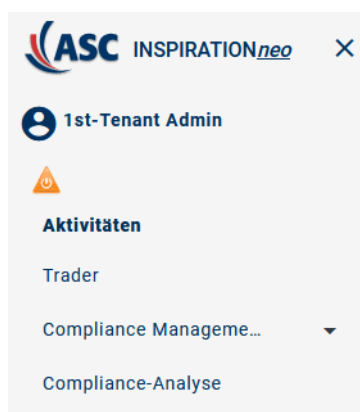 ASC INSPIRATIONneo
1st-Tenant Admin
Aktivitäten
Trader
Compliance Manageme...
Compliance-Analyse